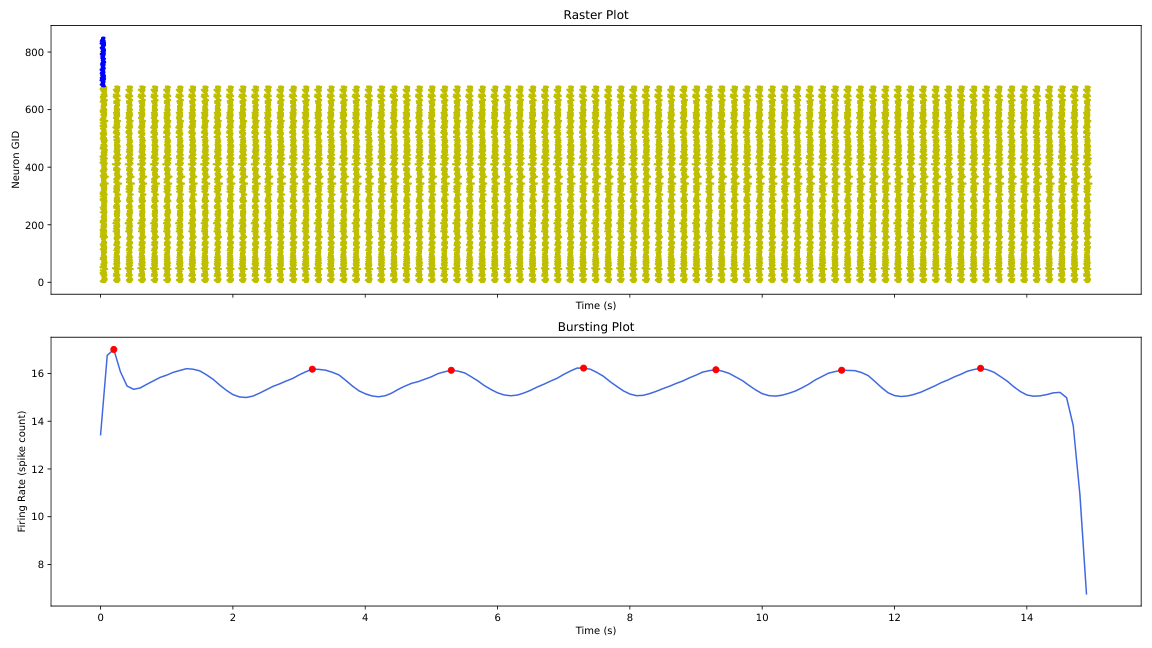 Raster Plot
800
600
400
200
0
Neuron GID
Time (s)
Bursting Plot
16
14
12
10
8
Firing Rate (spike count)
0 2 4 6 8 10 12 14
Time (s)